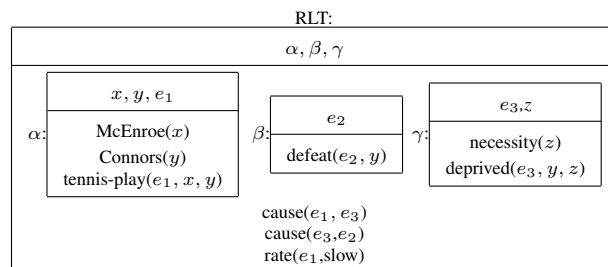 RLT:
α, β, γ
α:
x, y, e₁
McEnroe(x)
Connors(y)
tennis-play(e₁, x, y)
β:
e₂
defeat(e₂, y)
γ:
e₃,z
necessity(z)
deprived(e₃, y, z)
cause(e₁, e₃)
cause(e₃,e₂)
rate(e₁,slow)